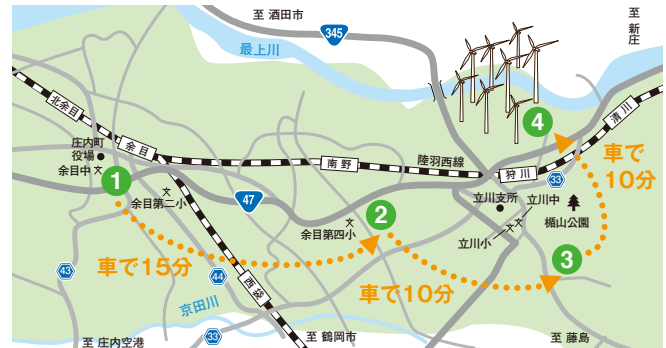 至 酒田市
345
最上川
至 新庄
北余目
余目
庄内町
役場
余目中
1
余目第二小
南野
陸羽西線
47
狩川
清川
33
4
車で
10分
立川支所
立川中
楯山公園
立川小
余目第四小
2
3
車で15分
車で10分
43
44
西袋
京田川
33
至 庄内空港
至 鶴岡市
至 藤島